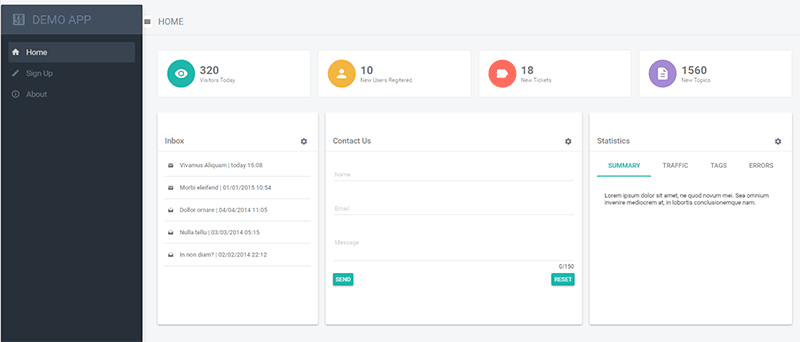 DEMO APP
Home
Sign Up
About
HOME
320
Visitors Today
10
New Users Regitered
18
New Tickets
1560
New Topics
Inbox
Vivamus Aliquam | today 15:08
Morbi eleifend | 01/01/2015 10:54
Dollor ornare | 04/04/2014 11:05
Nulla tellu | 03/03/2014 05:15
In non diam? | 02/02/2014 22:12
Contact Us
Name
Email
Message
0/150
SEND
RESET
Statistics
SUMMARY TRAFFIC TAGS ERRORS
Lorem ipsum dolor sit amet, ne quod novum mei. Sea omnium
invenire mediocrem at, in lobortis conclusionemque nam.